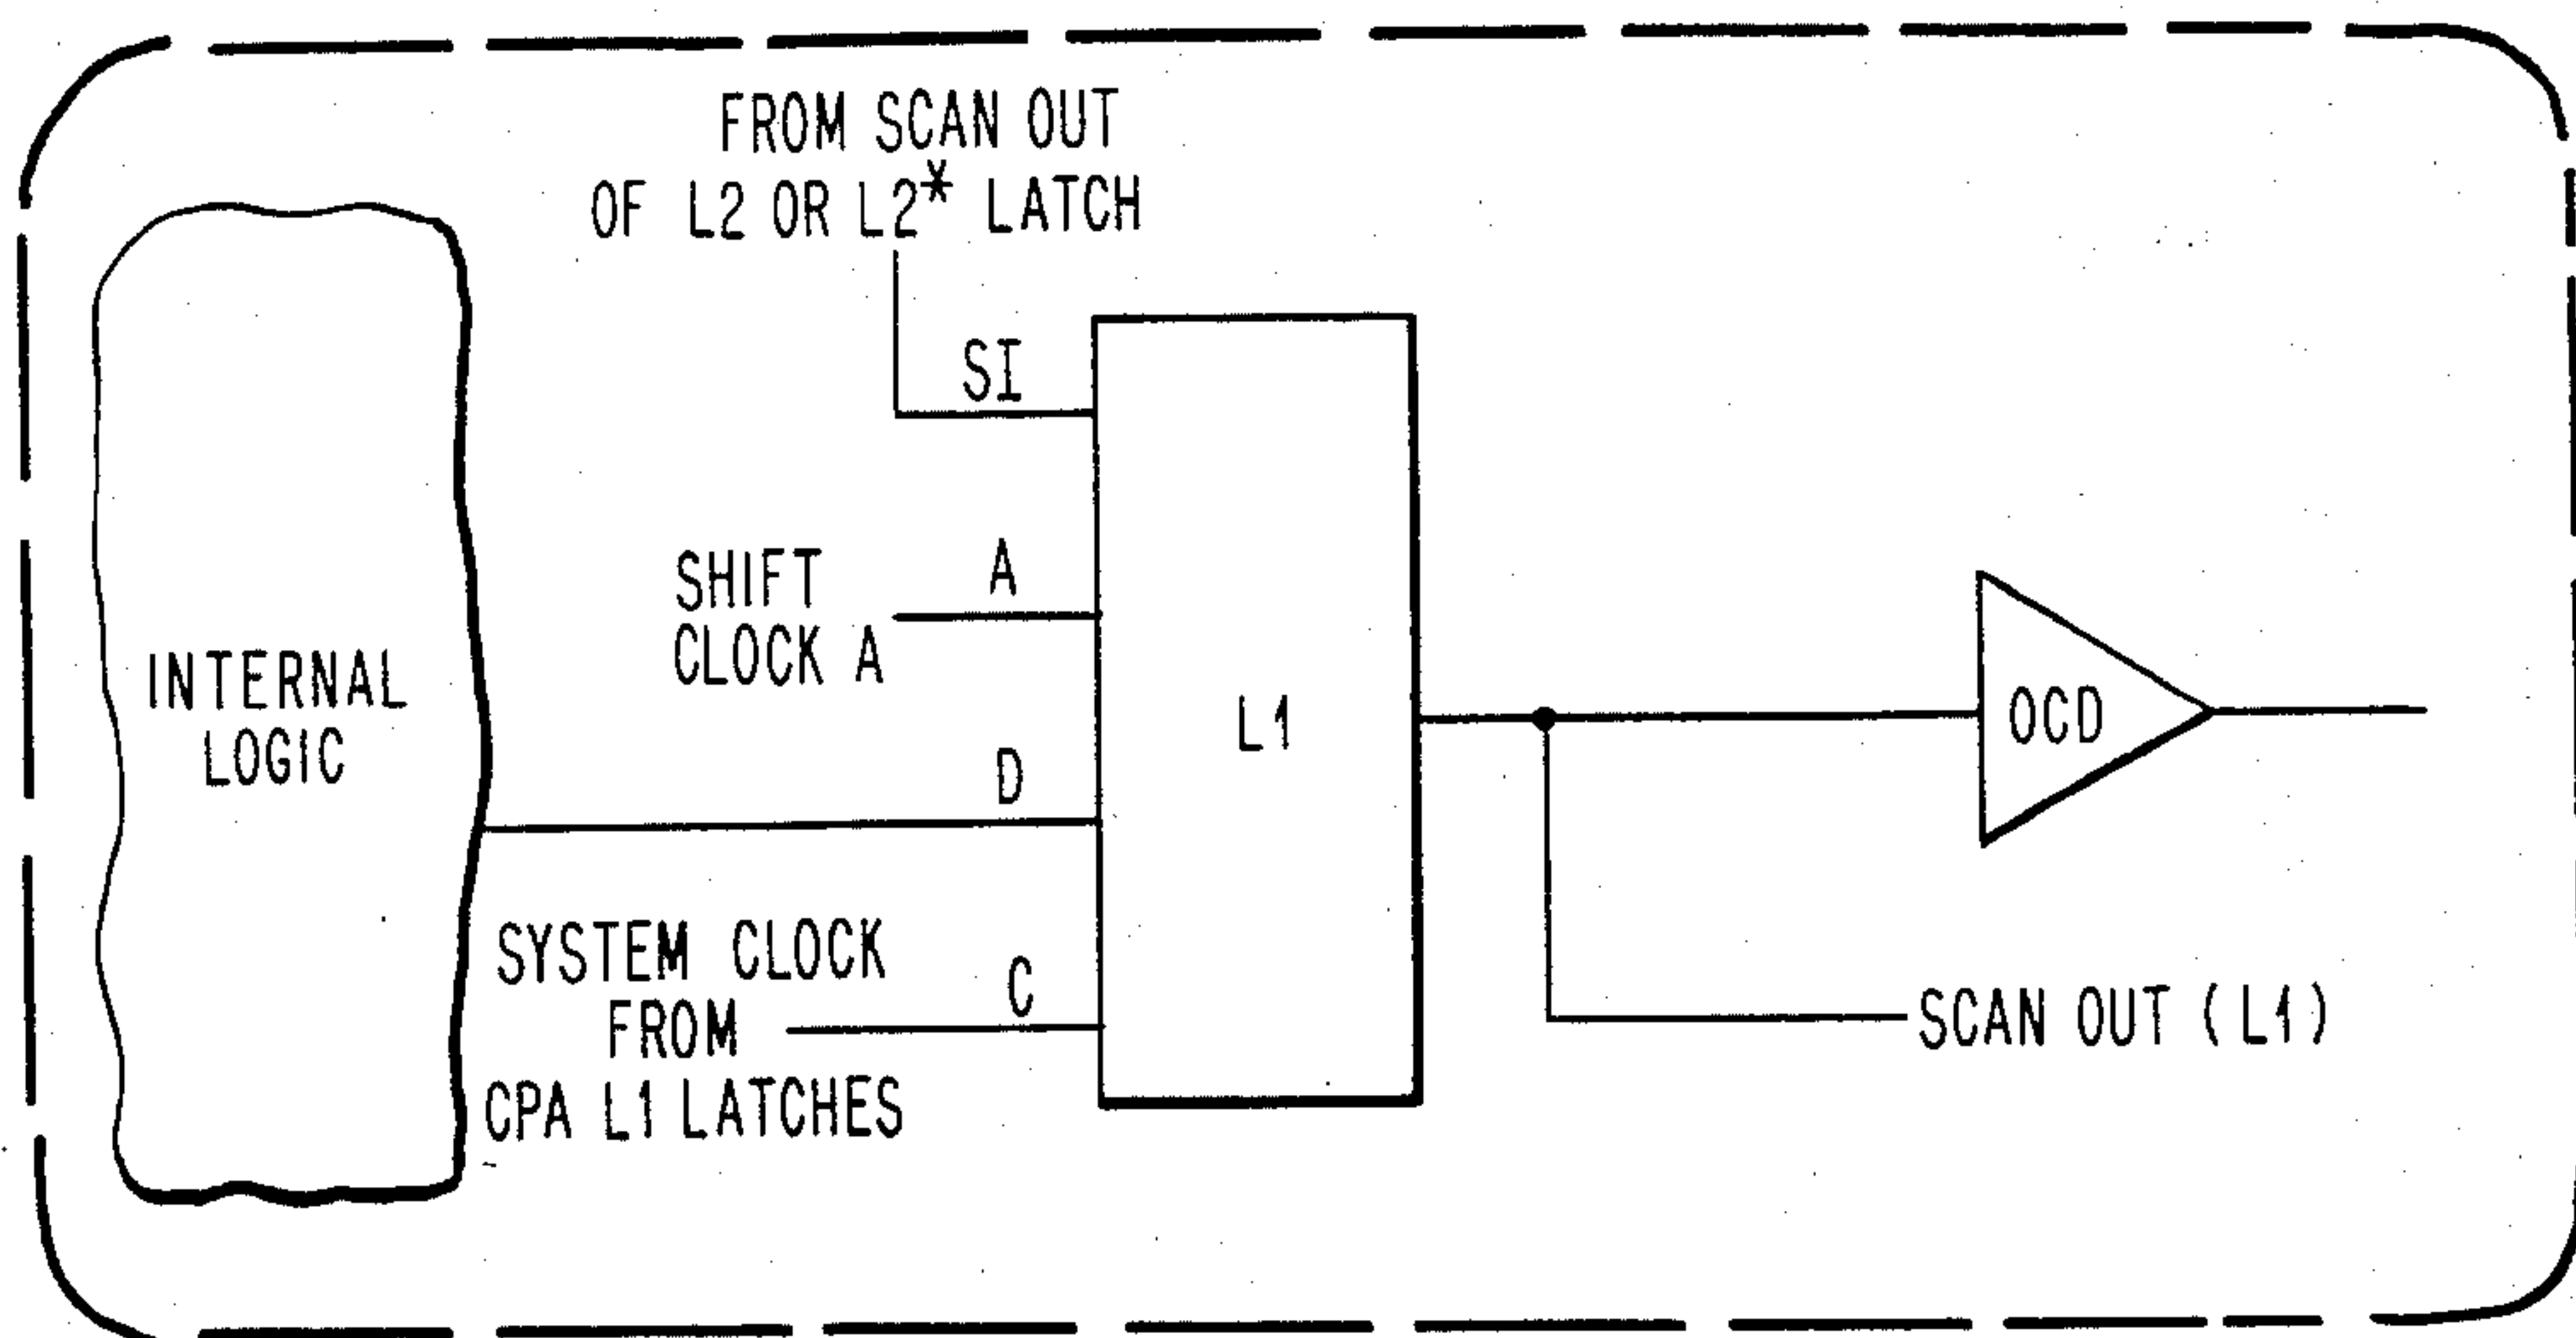 FROM SCAN OUT
OF L2 OR L2* LATCH
SI
SHIFT
CLOCK A
A
INTERNAL
LOGIC
L1
OCD
D
SYSTEM CLOCK
FROM
CPA L1 LATCHES
C
SCAN OUT (L1)